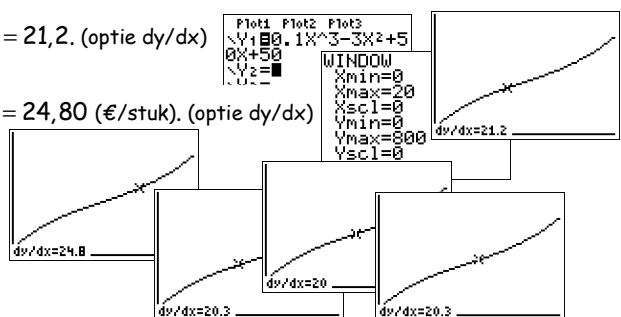 = 21,2. (optie dy/dx)
Plot1 Plot2 Plot3
\Y1=0.1X^3-3X²+5
0X+50
\Y2=
WINDOW
Xmin=0
Xmax=20
Xscl=0
Ymin=0
Ymax=800
Yscl=0
dy/dx=21.2
= 24,80 (€/stuk). (optie dy/dx)
dy/dx=24.8
dy/dx=20.3
dy/dx=20
dy/dx=20.3